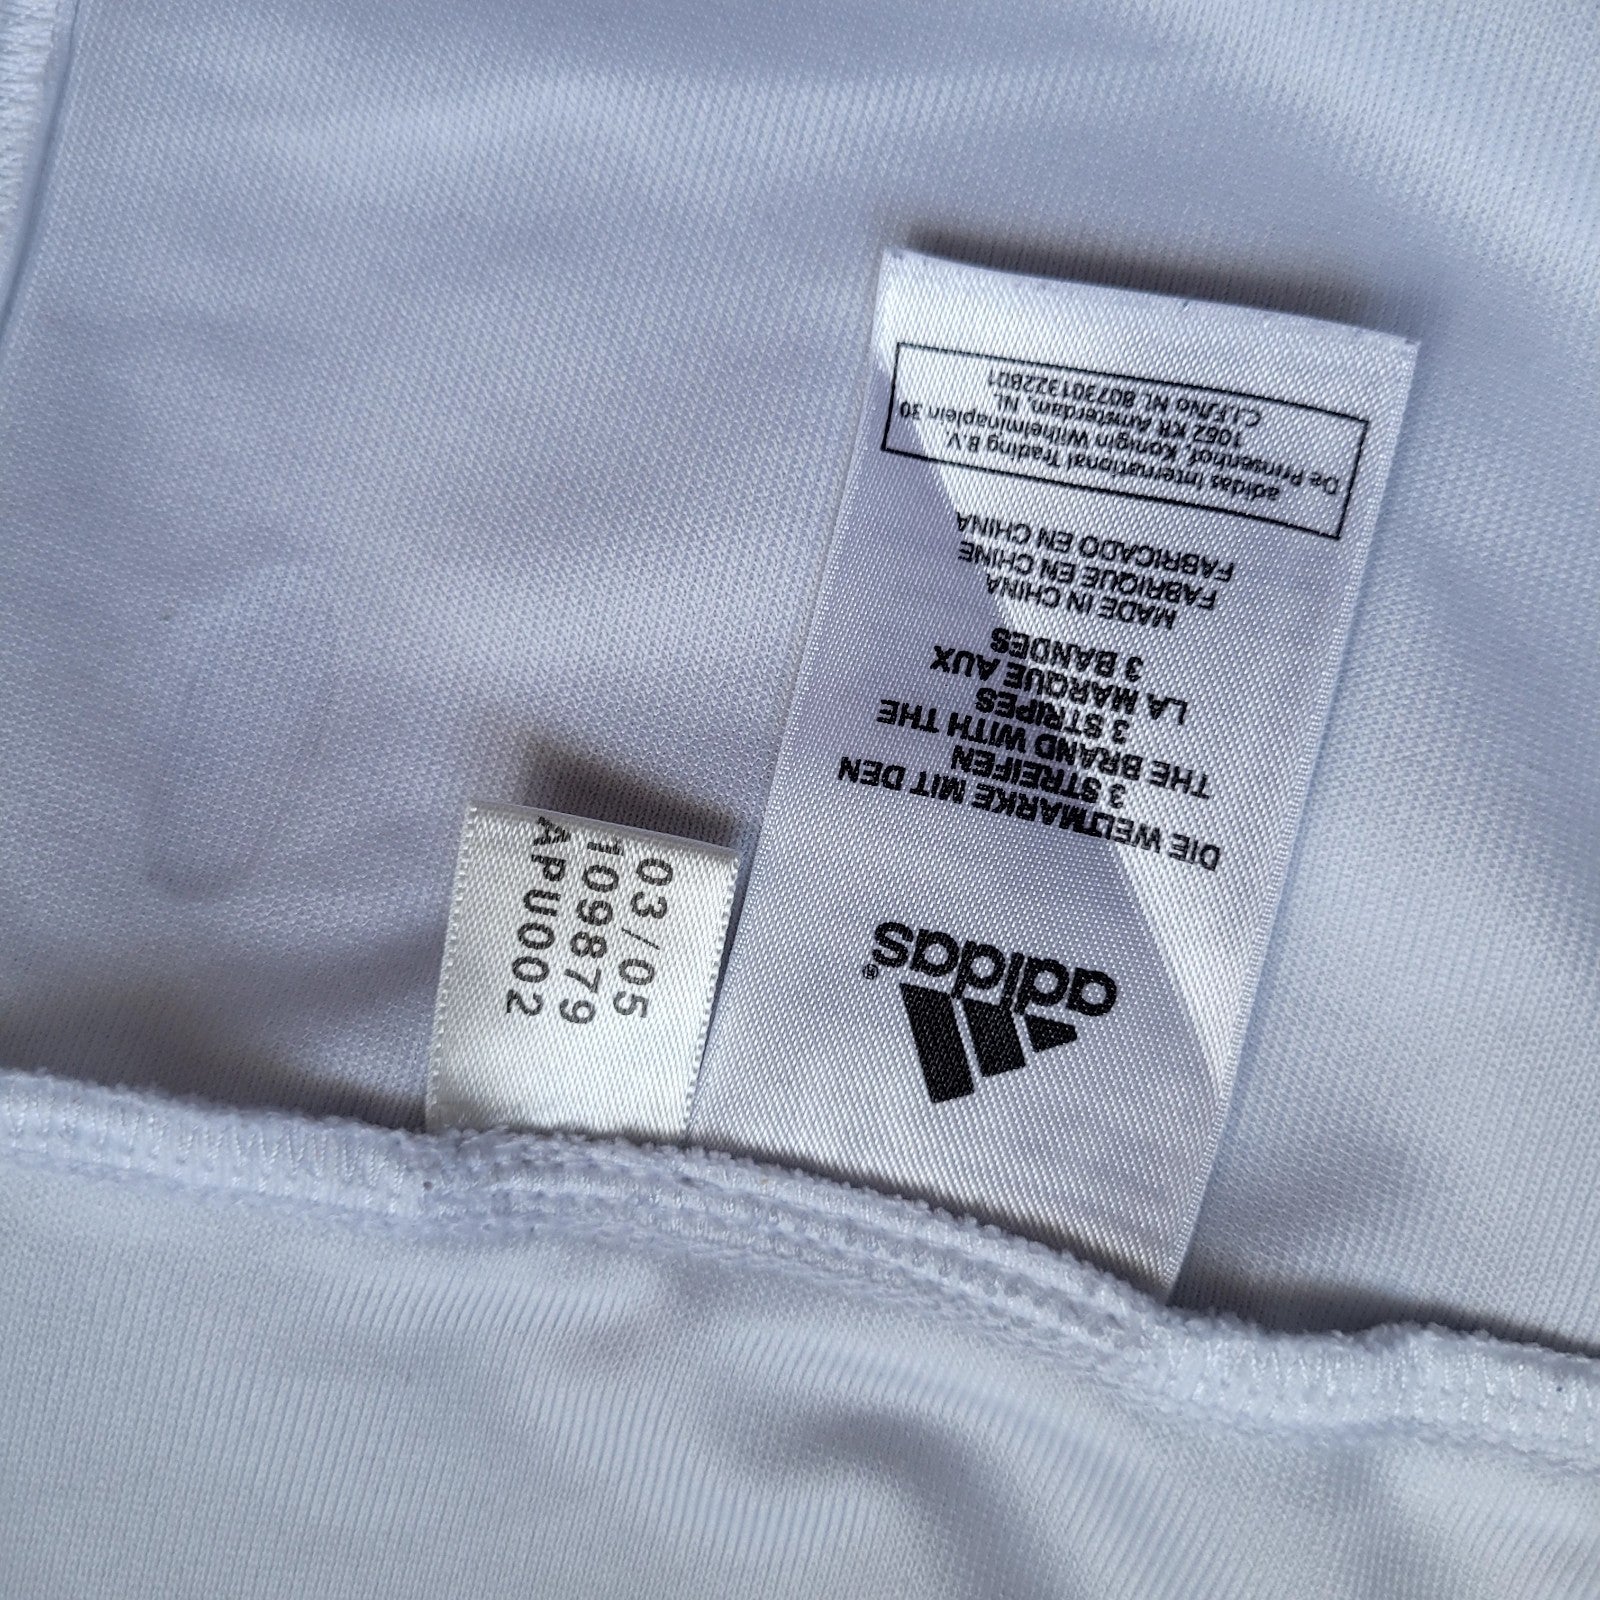 adidas®
DIE WELTMARKE MIT DEN
3 STREIFEN
THE BRAND WITH THE
3 STRIPES
LA MARQUE AUX
3 BANDES
MADE IN CHINA
FABRIQUE EN CHINE
FABRICADO EN CHINA
adidas International Trading B.V.
De Prinsenhof, Konigin Wilhelminaplein 30
1062 KR Amsterdam, NL
C.I.F/No NL 807301322B01
03/05
109879
APU002